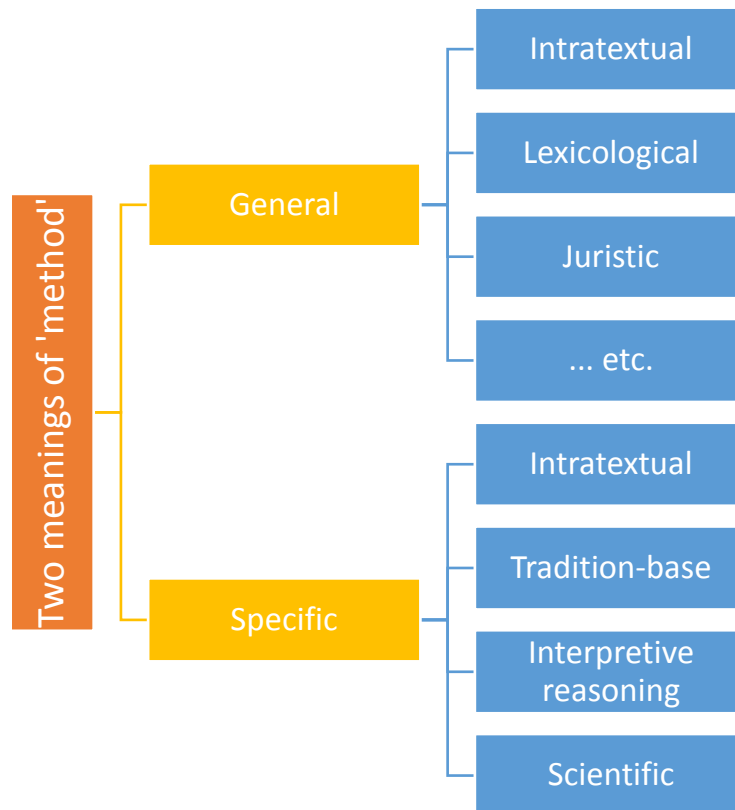 Two meanings of 'method'
General
Intratextual
Lexicological
Juristic
... etc.
Specific
Intratextual
Tradition-base
Interpretive
reasoning
Scientific